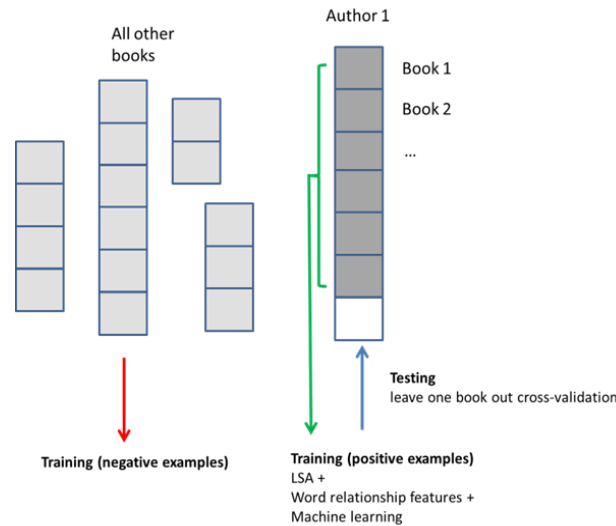 Author 1
All other
books
Book 1
Book 2
...
Testing
leave one book out cross-validation
Training (negative examples)
Training (positive examples)
LSA +
Word relationship features +
Machine learning